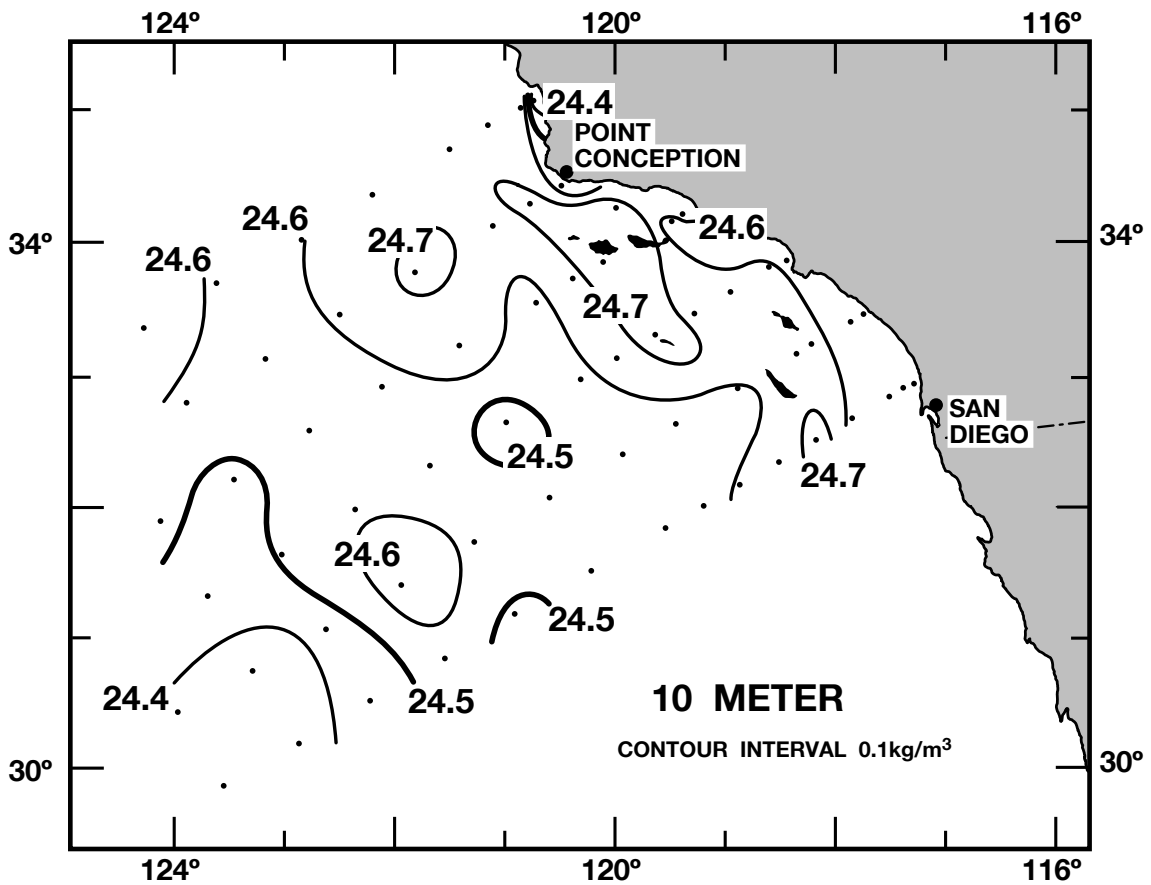 124º 120º 116º
24.4
POINT
CONCEPTION
24.6
24.6
24.7
24.6
34º
34º
24.7
SAN
DIEGO
24.5
24.7
24.6
24.5
24.4
24.5
10 METER
CONTOUR INTERVAL 0.1kg/m³
30º
30º
124º 120º 116º